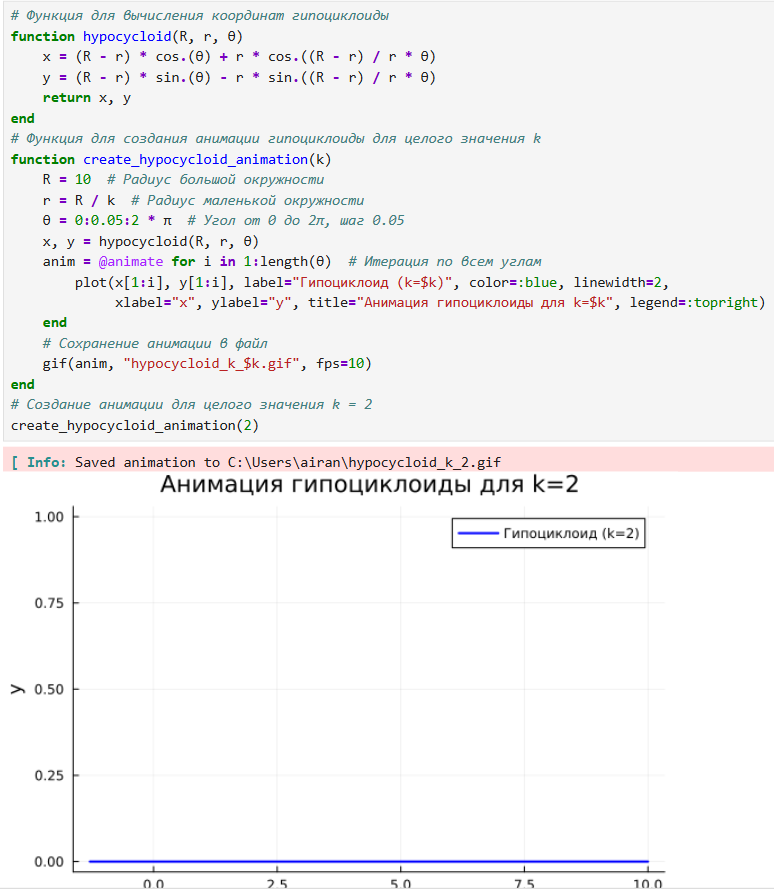 # Функция для вычисления координат гипоциклоиды
function hypocycloid(R, r, θ)
    x = (R - r) * cos.(θ) + r * cos.((R - r) / r * θ)
    y = (R - r) * sin.(θ) - r * sin.((R - r) / r * θ)
    return x, y
end
# Функция для создания анимации гипоциклоиды для целого значения k
function create_hypocycloid_animation(k)
    R = 10  # Радиус большой окружности
    r = R / k  # Радиус маленькой окружности
    θ = 0:0.05:2 * π  # Угол от 0 до 2π, шаг 0.05
    x, y = hypocycloid(R, r, θ)
    anim = @animate for i in 1:length(θ)  # Итерация по всем углам
        plot(x[1:i], y[1:i], label="Гипоциклоид (k=$k)", color=:blue, linewidth=2,
             xlabel="x", ylabel="y", title="Анимация гипоциклоиды для k=$k", legend=:topright)
    end
    # Сохранение анимации в файл
    gif(anim, "hypocycloid_k_$k.gif", fps=10)
end
# Создание анимации для целого значения k = 2
create_hypocycloid_animation(2)
[ Info: Saved animation to C:\Users\airan\hypocycloid_k_2.gif
Анимация гипоциклоиды для k=2
1.00
Гипоциклоид (k=2)
0.75
y
0.50
0.25
0.00
0.0 2.5 5.0 7.5 10.0